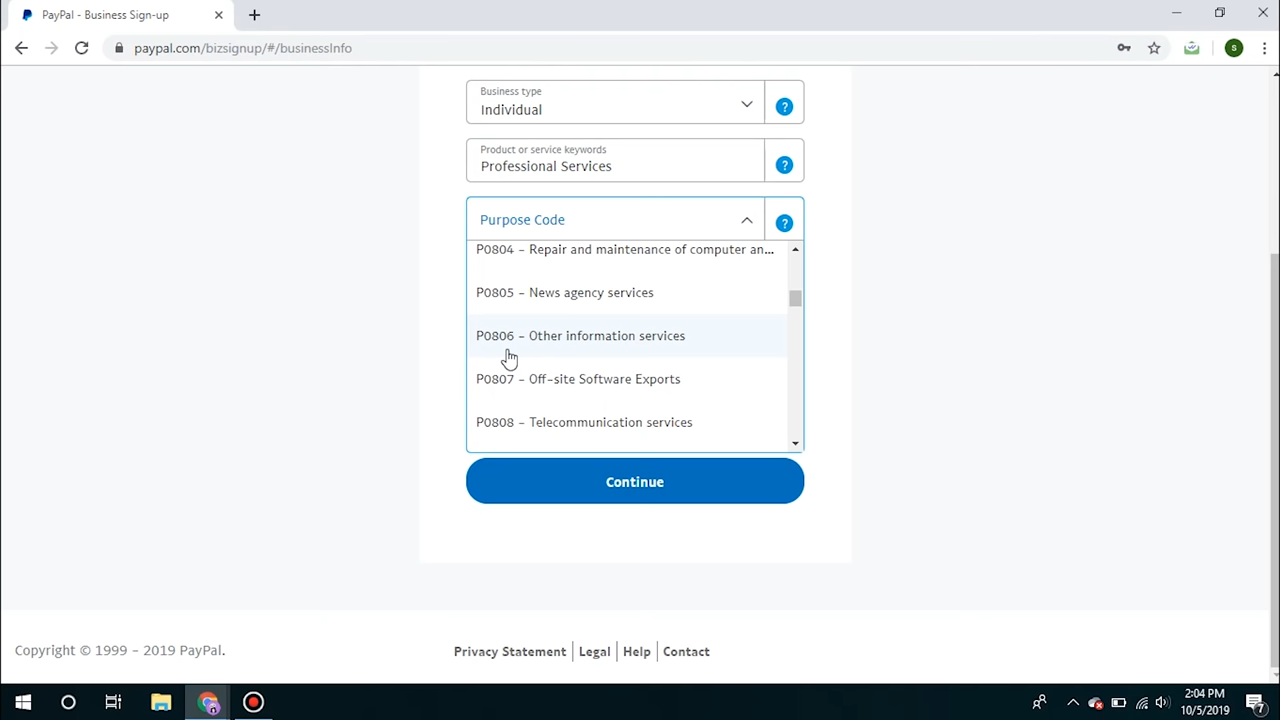 PayPal - Business Sign-up
paypal.com/bizsignup/#/businessInfo
S
Business type
Individual
?
Product or service keywords
Professional Services
?
Purpose Code
?
P0804 - Repair and maintenance of computer an...
P0805 - News agency services
P0806 - Other information services
P0807 - Off-site Software Exports
P0808 - Telecommunication services
Continue
Copyright © 1999 - 2019 PayPal.
Privacy Statement
Legal
Help
Contact
2:04 PM
10/5/2019
7